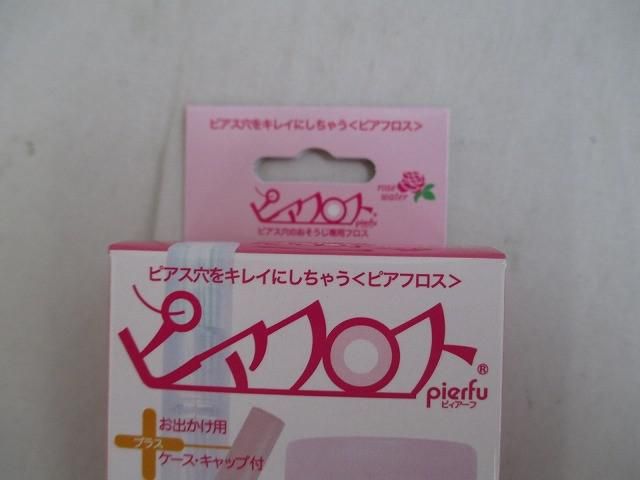 ピアス穴をキレイにしちゃう<ピアフロス>
rose
water
ピアフロス
pierfu
ピアス穴のおそうじ専用フロス
ピアス穴をキレイにしちゃう<ピアフロス>
ピアフロス®
pierfu
ピィアーフ
お出かけ用
プラス
ケース・キャップ付